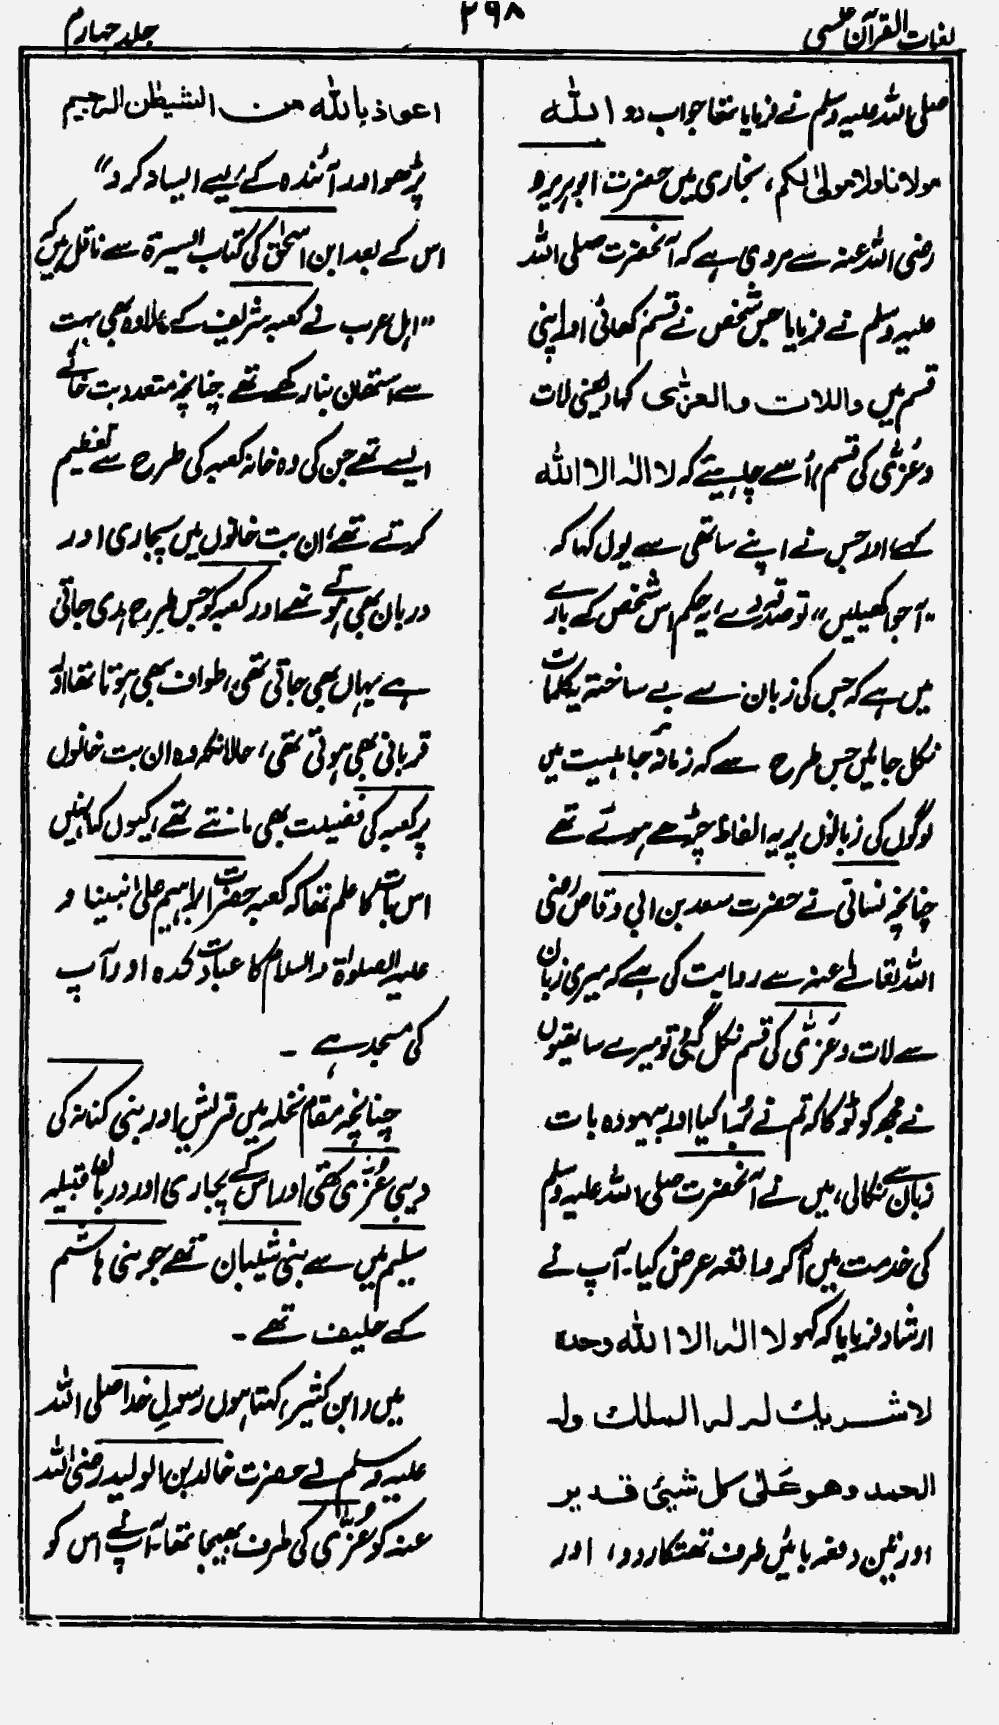 لغات القرآن
۲۹۸
جلد چہارم
صلی اللہ علیہ وسلم نے فرمایا تھا جواب دو اللہ
مولانا ولا مولیٰ لکم، بخاری میں حضرت ابوہریرہ
رضی اللہ عنہ سے مروی ہے کہ آنحضرت صلی اللہ
علیہ وسلم نے فرمایا جس شخص نے قسم کھائی اور اپنی
قسم میں واللات والعزّٰی کہا (یعنی لات
و عُزّٰی کی قسم) اُسے چاہیئے کہ لا الہ الا اللہ
کہے، اور جس نے اپنے ساتھی سے یوں کہا کہ
"آ جوا کھیلیں" تو صدقہ دے، یہ حکم اس شخص کے بارے
میں ہے کہ جس کی زبان سے بے ساختہ یہ کلمات
نکل جائیں جس طرح سے کہ زمانہ جاہلیت میں
لوگوں کی زبانوں پر یہ الفاظ چڑھے ہوئے تھے
چنانچہ نسائی نے حضرت سعد بن ابی وقاص رضی
اللہ تعالےٰ عنہ سے روایت کی ہے کہ میری زبان
سے لات و عُزّٰی کی قسم نکل گئی تو میرے ساتھیوں
نے مجھ کو ٹوکا کہ تم نے بُرا کیا اور بیہودہ بات
زبان سے نکالی، میں نے آنحضرت صلی اللہ علیہ وسلم
کی خدمت میں آکر واقعہ عرض کیا۔ آپ نے
ارشاد فرمایا کہ کہو لا الٰہ الا اللہ وحدہ
لا شریک لہ لہ الملک ولہ
الحمد وھو عَلٰی کل شیئ قدیر
اور تین دفعہ بائیں طرف تھتکار دو، اور
اعوذ باللہ من الشیطٰن الرجیم
پڑھو اور آئندہ کے لیے ایسا نہ کرو"
اس کے بعد ابن اسحٰق کی کتاب السیرۃ سے ناقل ہیں کہ
"اہل عرب نے کعبہ شریف کے علاوہ بھی بہت
سے استھان بنا رکھے تھے چنانچہ متعدد بت خانے
ایسے تھے جن کی وہ خانہ کعبہ کی طرح سے تعظیم
کرتے تھے، ان بت خانوں میں پجاری اور
دربان بھی ہوتے تھے اور کعبہ کو جس طرح ہدی جاتی
ہے یہاں بھی جاتی تھی، طواف بھی ہوتا تھا اور
قربانی بھی ہوتی تھی، حالانکہ وہ ان بت خانوں
پر کعبہ کی فضیلت بھی مانتے تھے کیوں کہ انہیں
اس بات کا علم تھا کہ کعبہ حضرت ابراہیم علیٰ نبینا و
علیہ الصلوۃ والسلام کا عبادت کدہ اور آپ
کی مسجد ہے ۔
چنانچہ مقام نخلہ میں قریش اور بنی کنانہ کی
دیبی عُزّٰی تھی اور اس کے پجاری اور دربان قبیلہ
سلیم میں سے بنی شیبان تھے جو بنی ہاشم
کے حلیف تھے ۔
میں (ابن کثیر) کہتا ہوں رسولِ خدا صلی اللہ
علیہ وسلم نے حضرت خالد بن الولید رضی اللہ
عنہ کو عُزّٰی کی طرف بھیجا تھا۔ آپ نے اس کو